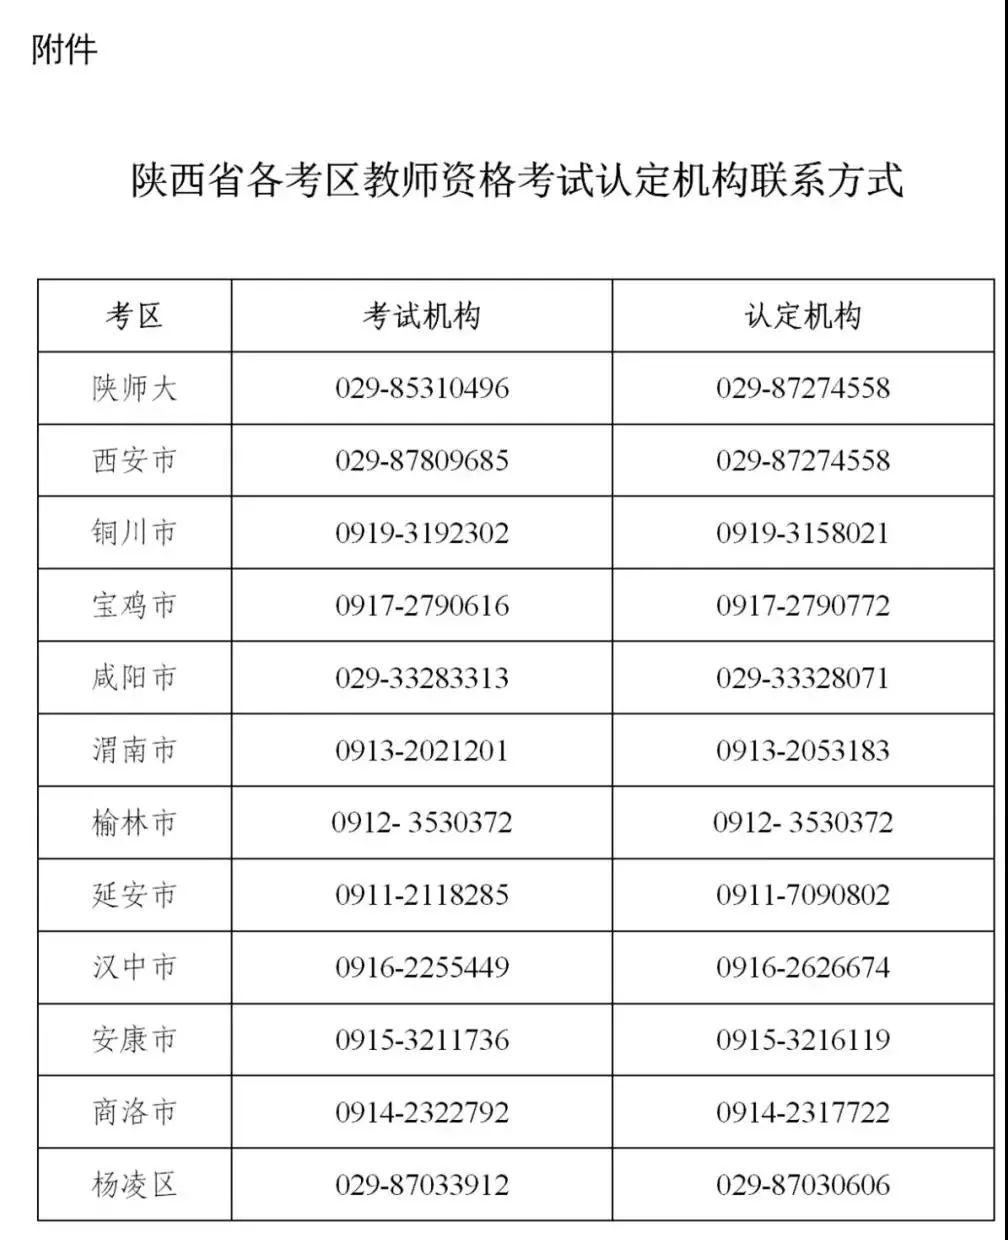 附件
陕西省各考区教师资格考试认定机构联系方式
考区 考试机构 认定机构
陕师大 029-85310496 029-87274558
西安市 029-87809685 029-87274558
铜川市 0919-3192302 0919-3158021
宝鸡市 0917-2790616 0917-2790772
咸阳市 029-33283313 029-33328071
渭南市 0913-2021201 0913-2053183
榆林市 0912- 3530372 0912- 3530372
延安市 0911-2118285 0911-7090802
汉中市 0916-2255449 0916-2626674
安康市 0915-3211736 0915-3216119
商洛市 0914-2322792 0914-2317722
杨凌区 029-87033912 029-87030606